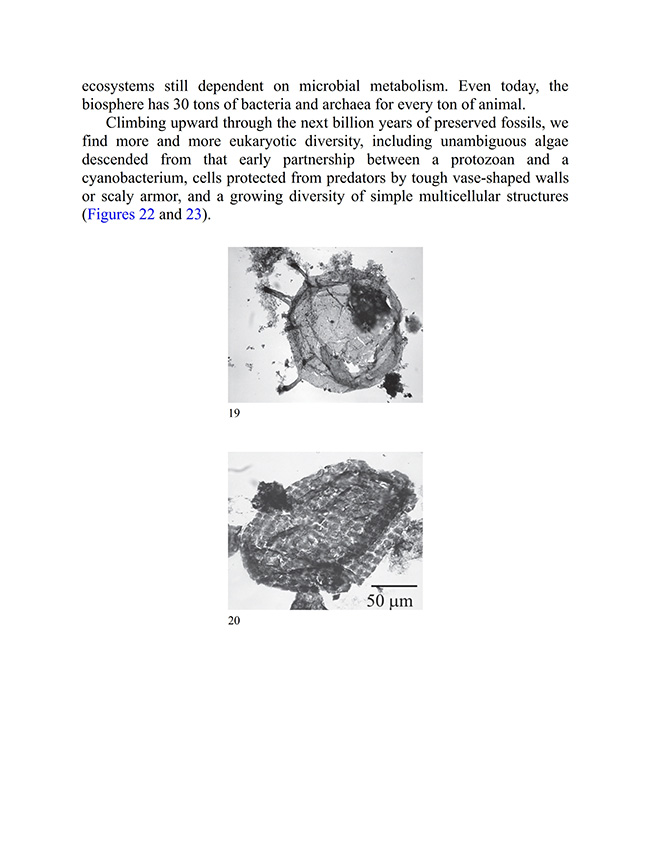 ecosystems still dependent on microbial metabolism. Even today, the
biosphere has 30 tons of bacteria and archaea for every ton of animal.
Climbing upward through the next billion years of preserved fossils, we
find more and more eukaryotic diversity, including unambiguous algae
descended from that early partnership between a protozoan and a
cyanobacterium, cells protected from predators by tough vase-shaped walls
or scaly armor, and a growing diversity of simple multicellular structures
(Figures 22 and 23).
19
50 μm
20